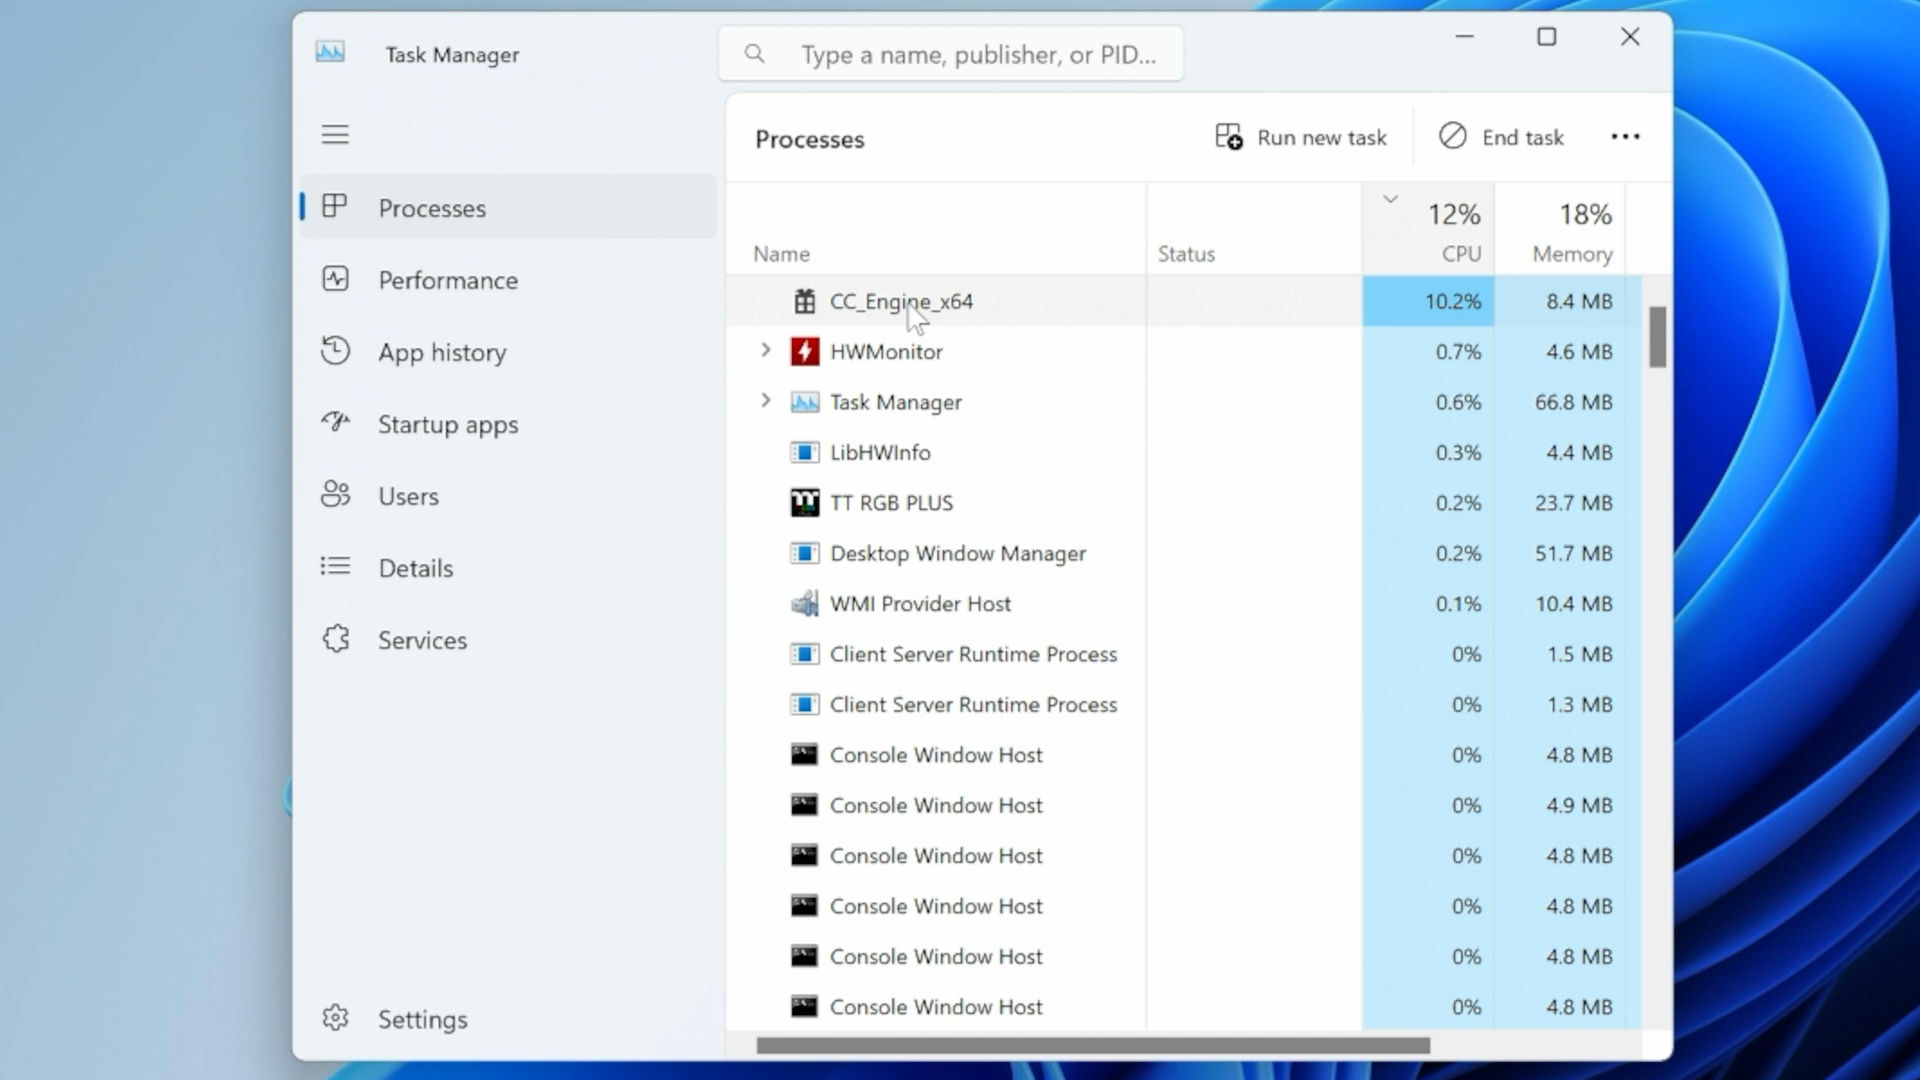 Task Manager
Type a name, publisher, or PID...
Processes
Run new task
End task
Processes
Performance
App history
Startup apps
Users
Details
Services
Settings
12% 18%
Name Status CPU Memory
CC_Engine_x64 10.2% 8.4 MB
HWMonitor 0.7% 4.6 MB
Task Manager 0.6% 66.8 MB
LibHWInfo 0.3% 4.4 MB
TT RGB PLUS 0.2% 23.7 MB
Desktop Window Manager 0.2% 51.7 MB
WMI Provider Host 0.1% 10.4 MB
Client Server Runtime Process 0% 1.5 MB
Client Server Runtime Process 0% 1.3 MB
Console Window Host 0% 4.8 MB
Console Window Host 0% 4.9 MB
Console Window Host 0% 4.8 MB
Console Window Host 0% 4.8 MB
Console Window Host 0% 4.8 MB
Console Window Host 0% 4.8 MB